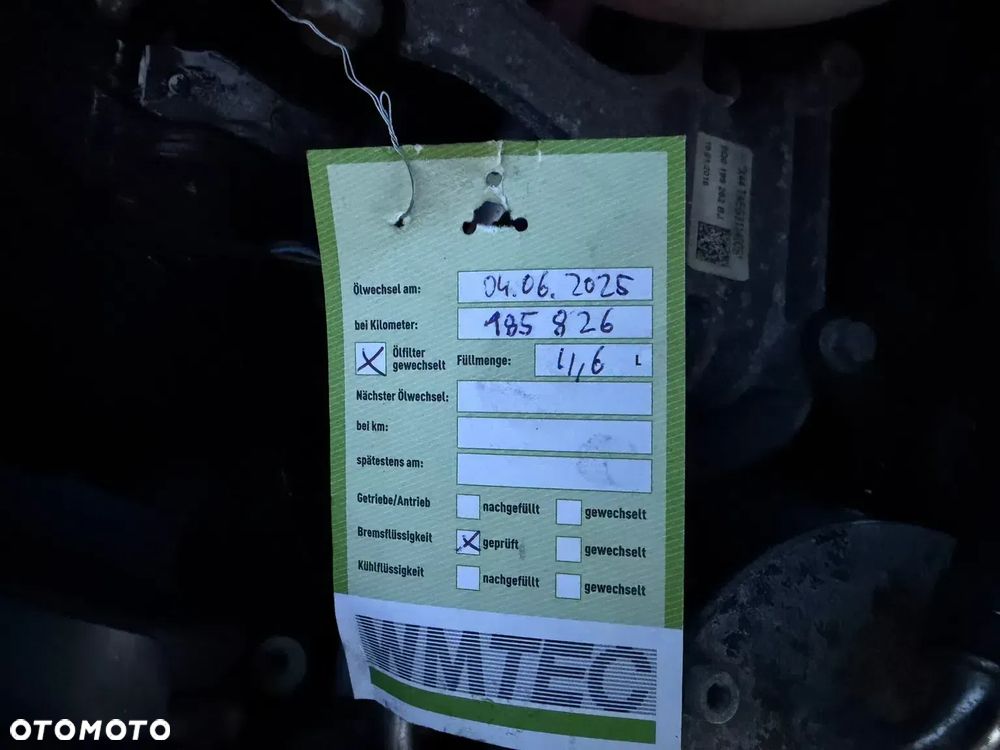 Ölwechsel am: 04.06.2025
bei Kilometer: 185 826
X Ölfilter gewechselt Füllmenge: 4,6 L
Nächster Ölwechsel:
bei km:
spätestens am:
Getriebe/Antrieb nachgefüllt gewechselt
Bremsflüssigkeit X geprüft gewechselt
Kühlflüssigkeit nachgefüllt gewechselt
WMTEC
OTOMOTO